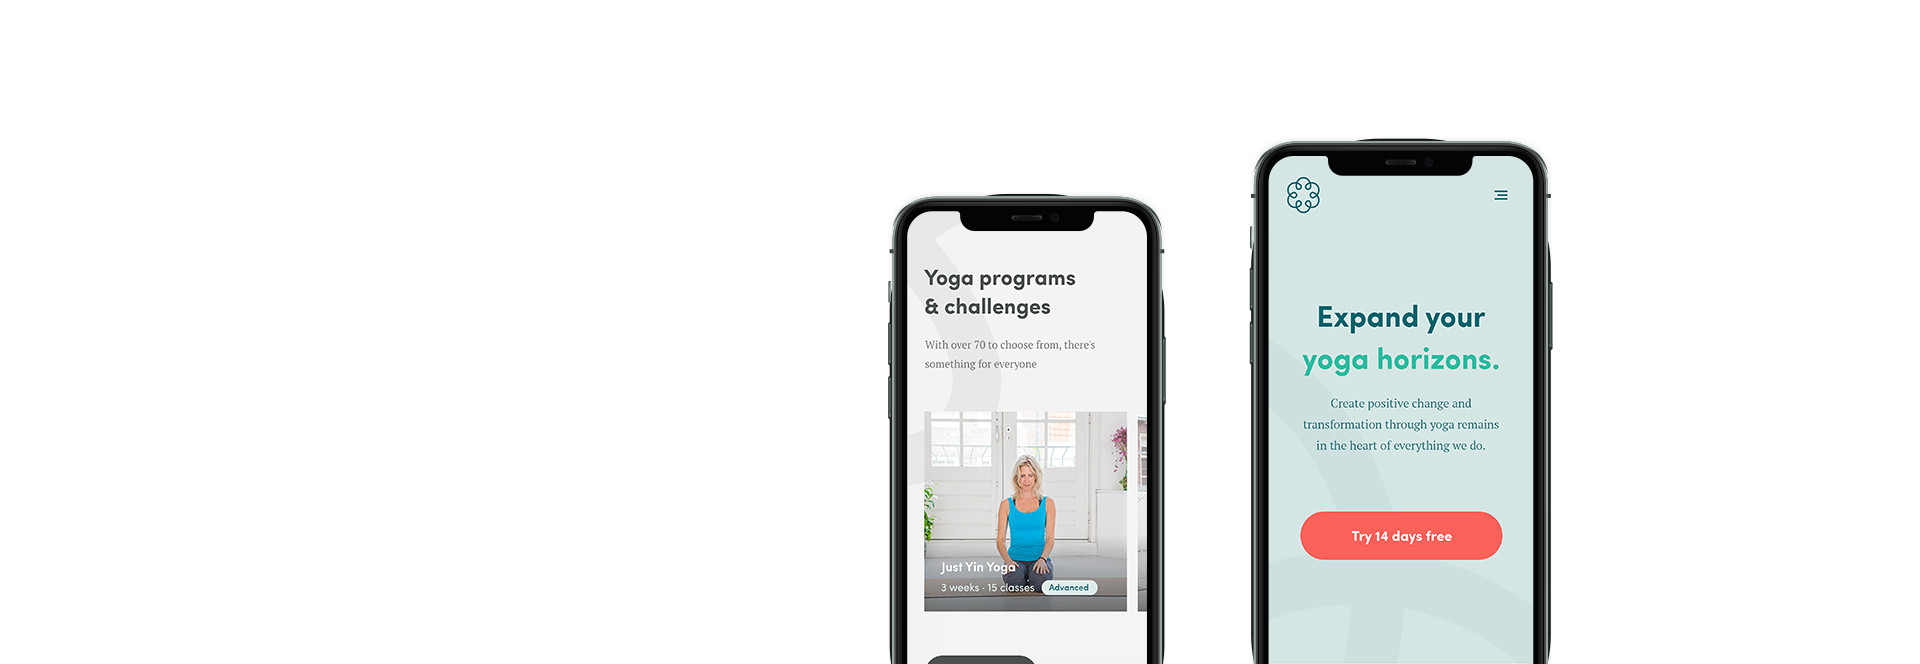 Yoga programs
& challenges
With over 70 to choose from, there's
something for everyone
Just Yin Yoga
3 weeks · 15 classes Advanced
Expand your
yoga horizons.
Create positive change and
transformation through yoga remains
in the heart of everything we do.
Try 14 days free